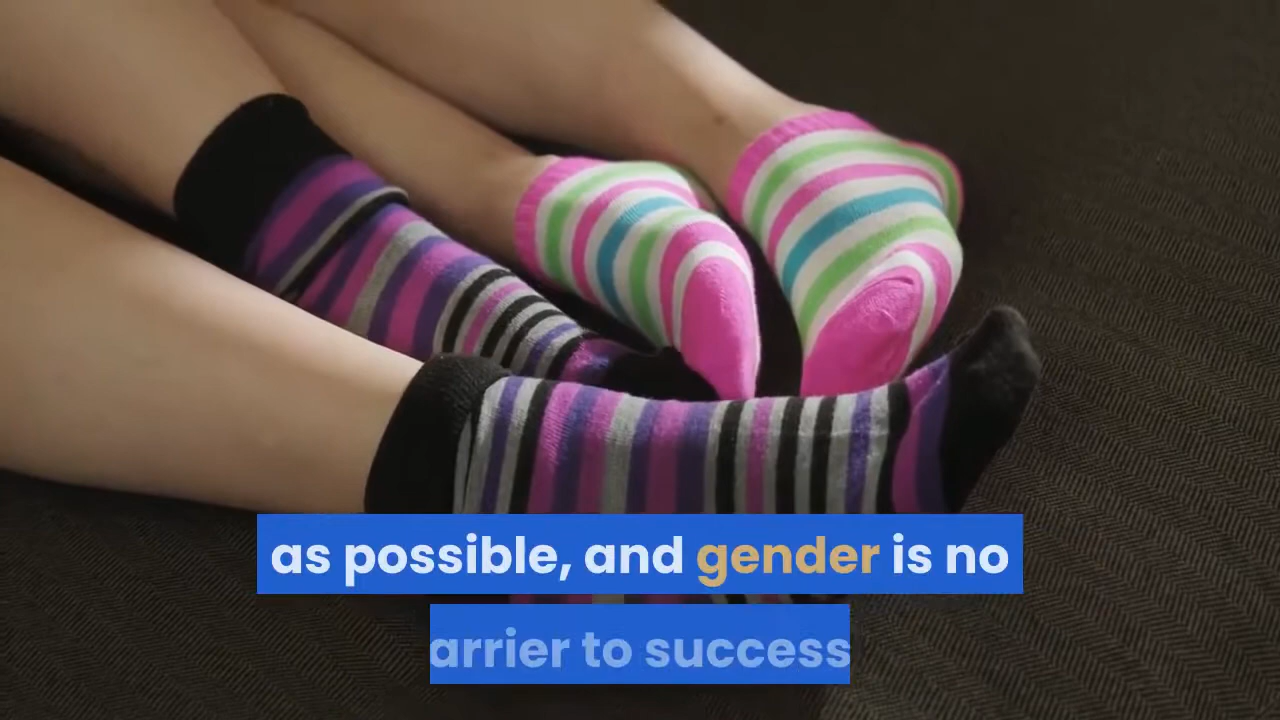 as possible, and gender is no
arrier to success